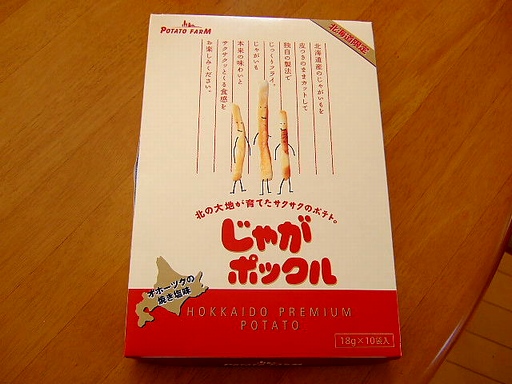 POTATO FARM
北海道限定
北海道産のじゃがいもを
皮つきのままカットして
独自の製法で
じっくりフライ。
じゃがいも
本来の味わいと
サクサクッとくる食感を
お楽しみください。
北の大地が育てたサクサクのポテト。
じゃが
ポックル
オホーツクの
焼き塩味
HOKKAIDO PREMIUM
POTATO
18g×10袋入